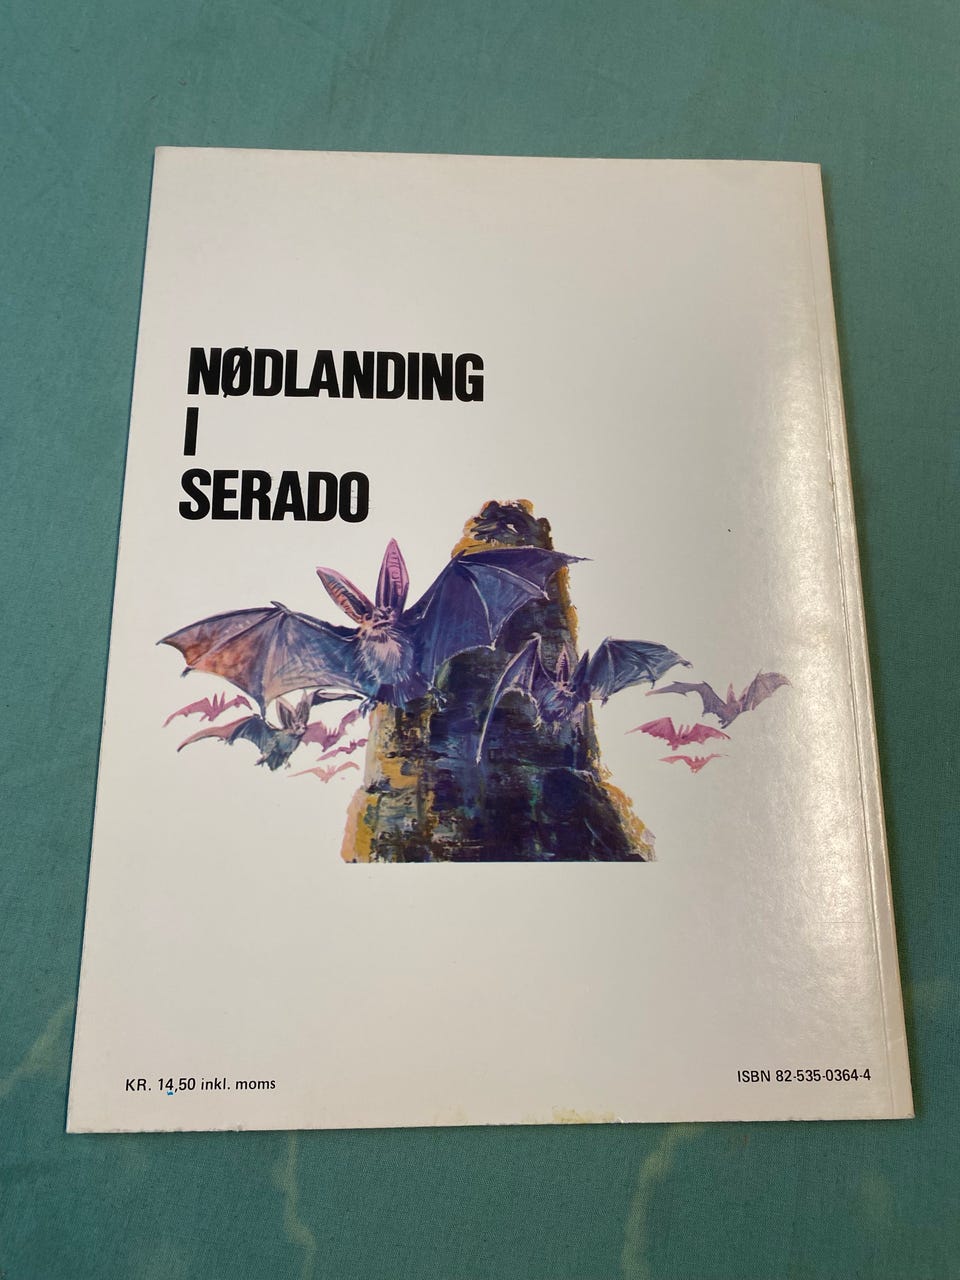 NØDLANDING
I
SERADO
KR. 14,50 inkl. moms
ISBN 82-535-0364-4